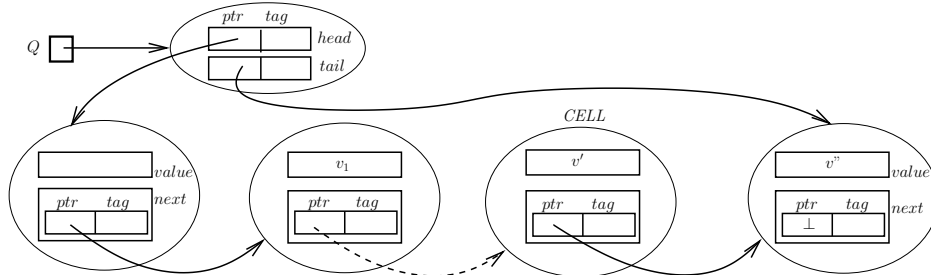 ptr tag
Q
head
tail
CELL
v₁ v' v"
value value
next next
ptr tag ptr tag ptr tag ptr tag
⊥